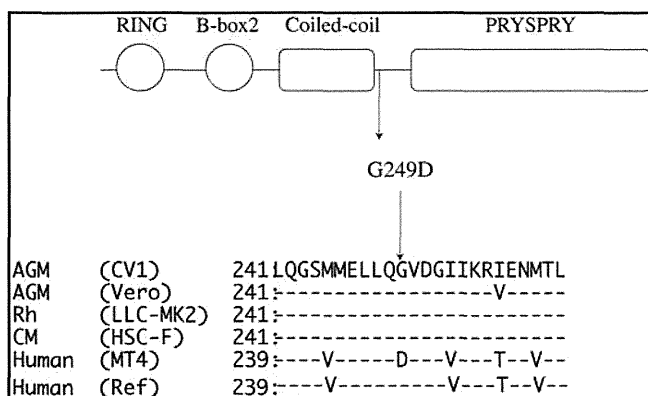 RING B-box2 Coiled-coil PRYSPRY
G249D
AGM (CV1) 241:LQGSMMELLQGVDGIIKRIENMTL
AGM (Vero) 241:------------------V-----
Rh (LLC-MK2) 241:------------------------
CM (HSC-F) 241:------------------------
Human (MT4) 239:----V-----D---V---T--V--
Human (Ref) 239:----V---------V---T--V--